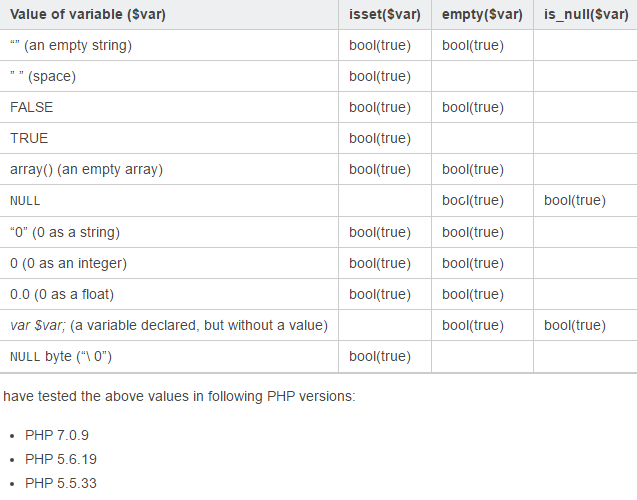 Value of variable ($var) isset($var) empty($var) is_null($var)
“” (an empty string) bool(true) bool(true)
” ” (space) bool(true)
FALSE bool(true) bool(true)
TRUE bool(true)
array() (an empty array) bool(true) bool(true)
NULL bool(true) bool(true)
“0” (0 as a string) bool(true) bool(true)
0 (0 as an integer) bool(true) bool(true)
0.0 (0 as a float) bool(true) bool(true)
var $var; (a variable declared, but without a value) bool(true) bool(true)
NULL byte (“\ 0”) bool(true)
have tested the above values in following PHP versions:
• PHP 7.0.9
• PHP 5.6.19
• PHP 5.5.33